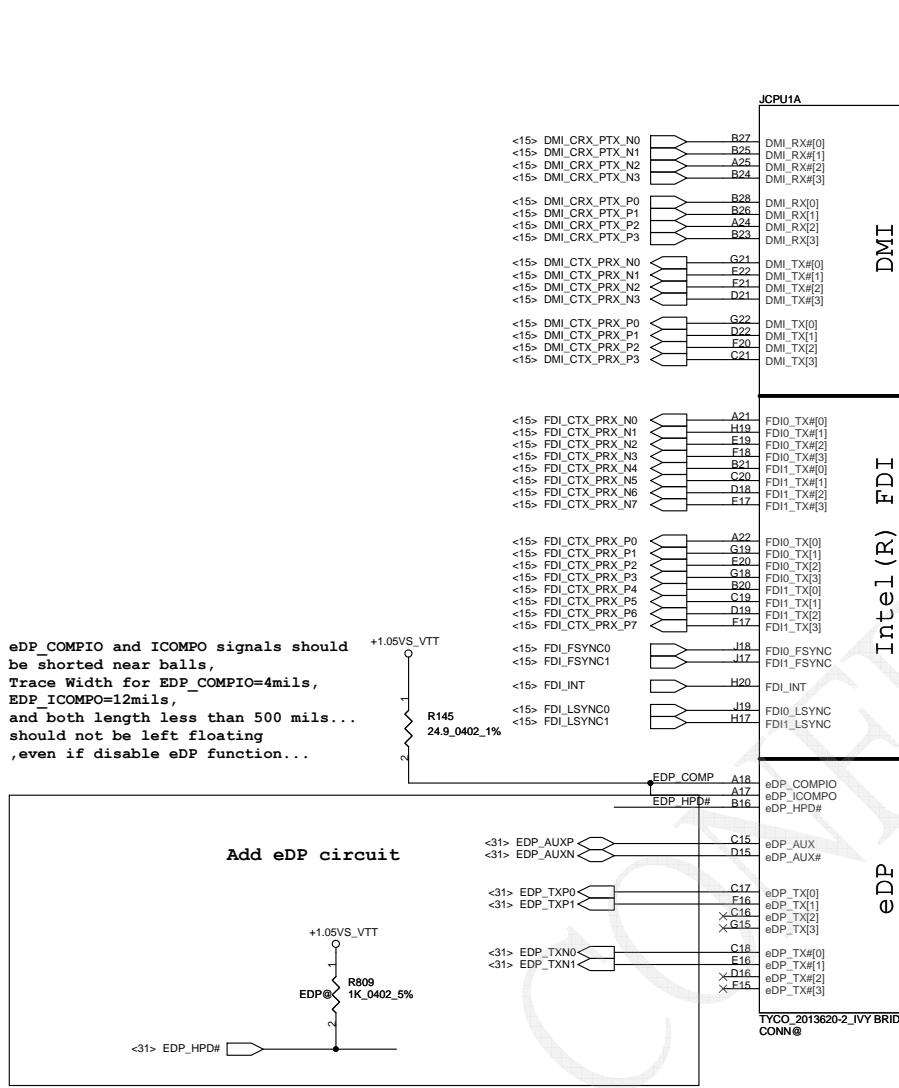 JCPU1A
<15> DMI_CRX_PTX_N0 B27 DMI_RX#[0]
<15> DMI_CRX_PTX_N1 B25 DMI_RX#[1]
<15> DMI_CRX_PTX_N2 A25 DMI_RX#[2]
<15> DMI_CRX_PTX_N3 B24 DMI_RX#[3]
<15> DMI_CRX_PTX_P0 B28 DMI_RX[0]
<15> DMI_CRX_PTX_P1 B26 DMI_RX[1]
<15> DMI_CRX_PTX_P2 A24 DMI_RX[2]
<15> DMI_CRX_PTX_P3 B23 DMI_RX[3]
DMI
<15> DMI_CTX_PRX_N0 G21 DMI_TX#[0]
<15> DMI_CTX_PRX_N1 E22 DMI_TX#[1]
<15> DMI_CTX_PRX_N2 F21 DMI_TX#[2]
<15> DMI_CTX_PRX_N3 D21 DMI_TX#[3]
<15> DMI_CTX_PRX_P0 G22 DMI_TX[0]
<15> DMI_CTX_PRX_P1 D22 DMI_TX[1]
<15> DMI_CTX_PRX_P2 F20 DMI_TX[2]
<15> DMI_CTX_PRX_P3 C21 DMI_TX[3]
<15> FDI_CTX_PRX_N0 A21 FDI0_TX#[0]
<15> FDI_CTX_PRX_N1 H19 FDI0_TX#[1]
<15> FDI_CTX_PRX_N2 E19 FDI0_TX#[2]
<15> FDI_CTX_PRX_N3 F18 FDI0_TX#[3]
<15> FDI_CTX_PRX_N4 B21 FDI1_TX#[0]
<15> FDI_CTX_PRX_N5 C20 FDI1_TX#[1]
<15> FDI_CTX_PRX_N6 D18 FDI1_TX#[2]
<15> FDI_CTX_PRX_N7 E17 FDI1_TX#[3]
Intel(R) FDI
<15> FDI_CTX_PRX_P0 A22 FDI0_TX[0]
<15> FDI_CTX_PRX_P1 G19 FDI0_TX[1]
<15> FDI_CTX_PRX_P2 E20 FDI0_TX[2]
<15> FDI_CTX_PRX_P3 G18 FDI0_TX[3]
<15> FDI_CTX_PRX_P4 B20 FDI1_TX[0]
<15> FDI_CTX_PRX_P5 C19 FDI1_TX[1]
<15> FDI_CTX_PRX_P6 D19 FDI1_TX[2]
<15> FDI_CTX_PRX_P7 F17 FDI1_TX[3]
<15> FDI_FSYNC0 J18 FDI0_FSYNC
<15> FDI_FSYNC1 J17 FDI1_FSYNC
<15> FDI_INT H20 FDI_INT
<15> FDI_LSYNC0 J19 FDI0_LSYNC
<15> FDI_LSYNC1 H17 FDI1_LSYNC
eDP_COMPIO and ICOMPO signals should
be shorted near balls,
Trace Width for EDP_COMPIO=4mils,
EDP_ICOMPO=12mils,
and both length less than 500 mils...
should not be left floating
,even if disable eDP function...
+1.05VS_VTT
1
R145
24.9_0402_1%
2
EDP_COMP A18 eDP_COMPIO
A17 eDP_ICOMPO
EDP_HPD# B16 eDP_HPD#
<31> EDP_AUXP C15 eDP_AUX
<31> EDP_AUXN D15 eDP_AUX#
eDP
<31> EDP_TXP0 C17 eDP_TX[0]
<31> EDP_TXP1 F16 eDP_TX[1]
C16 eDP_TX[2]
G15 eDP_TX[3]
<31> EDP_TXN0 C18 eDP_TX#[0]
<31> EDP_TXN1 E16 eDP_TX#[1]
D16 eDP_TX#[2]
F15 eDP_TX#[3]
TYCO_2013620-2_IVY BRID
CONN@
Add eDP circuit
+1.05VS_VTT
1
R809
EDP@ 1K_0402_5%
2
<31> EDP_HPD#
CONF